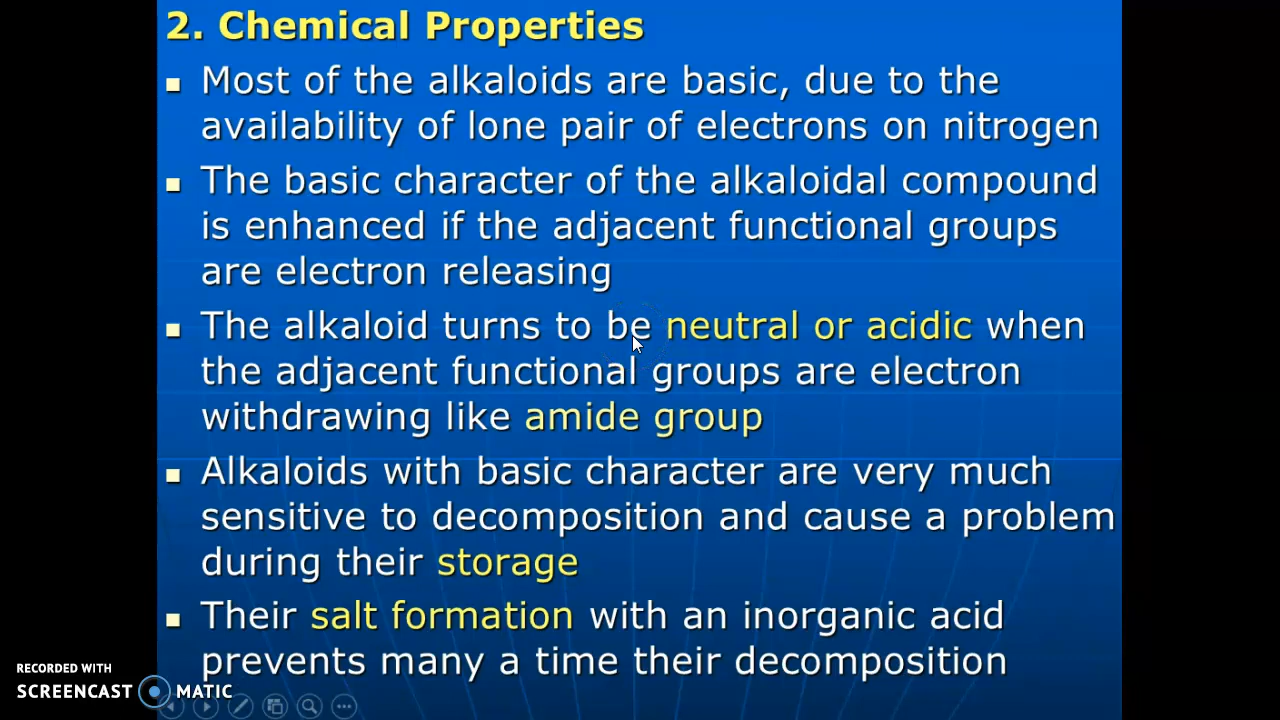 2. Chemical Properties
▪ Most of the alkaloids are basic, due to the
availability of lone pair of electrons on nitrogen
▪ The basic character of the alkaloidal compound
is enhanced if the adjacent functional groups
are electron releasing
▪ The alkaloid turns to be neutral or acidic when
the adjacent functional groups are electron
withdrawing like amide group
▪ Alkaloids with basic character are very much
sensitive to decomposition and cause a problem
during their storage
▪ Their salt formation with an inorganic acid
prevents many a time their decomposition
RECORDED WITH
SCREENCAST MATIC